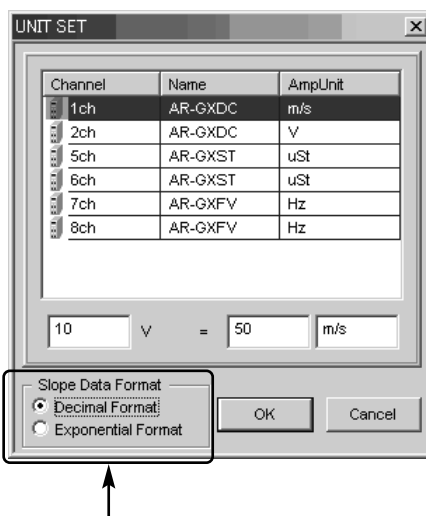 UNIT SET
Channel Name AmpUnit
1ch AR-GXDC m/s
2ch AR-GXDC V
5ch AR-GXST uSt
6ch AR-GXST uSt
7ch AR-GXFV Hz
8ch AR-GXFV Hz
10 V = 50 m/s
Slope Data Format
Decimal Format
Exponential Format
OK Cancel